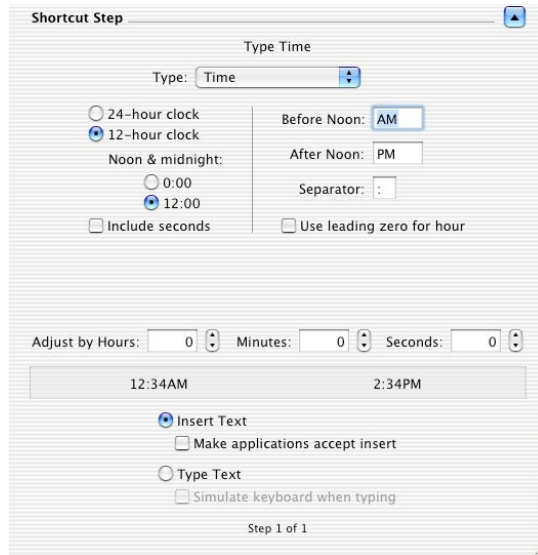 Shortcut Step
Type Time
Type: Time
24-hour clock
12-hour clock
Noon & midnight:
0:00
12:00
Include seconds
Before Noon: AM
After Noon: PM
Separator: :
Use leading zero for hour
Adjust by Hours: 0 Minutes: 0 Seconds: 0
12:34AM 2:34PM
Insert Text
Make applications accept insert
Type Text
Simulate keyboard when typing
Step 1 of 1